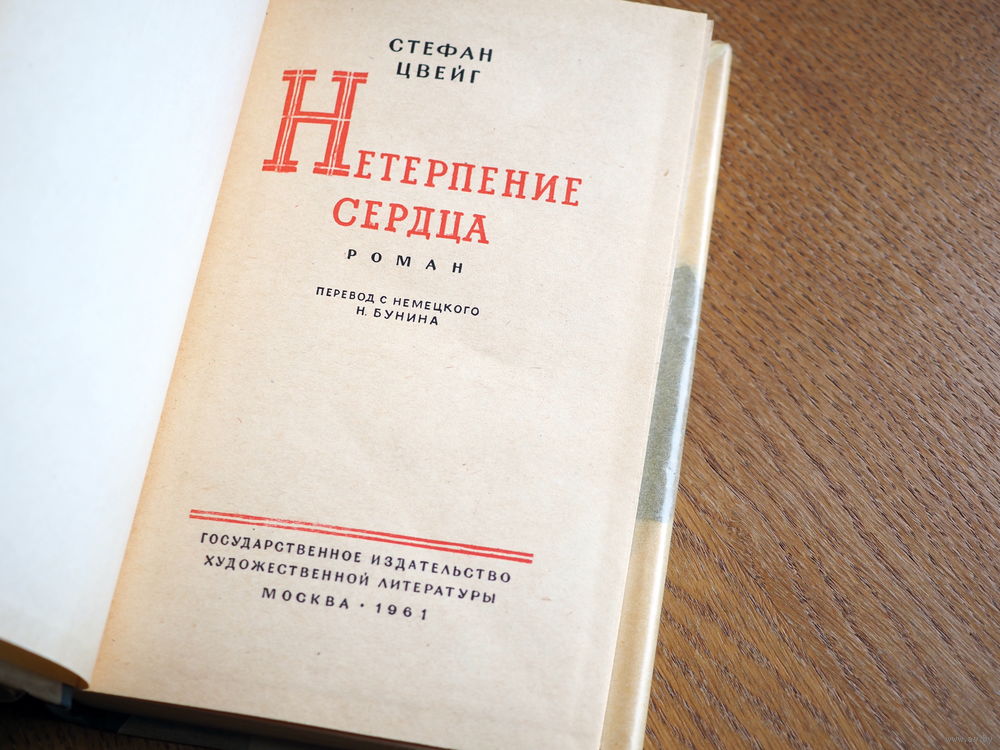 СТЕФАН
ЦВЕЙГ
НЕТЕРПЕНИЕ
СЕРДЦА
РОМАН
ПЕРЕВОД С НЕМЕЦКОГО
Н. БУНИНА
ГОСУДАРСТВЕННОЕ ИЗДАТЕЛЬСТВО
ХУДОЖЕСТВЕННОЙ ЛИТЕРАТУРЫ
МОСКВА · 1961